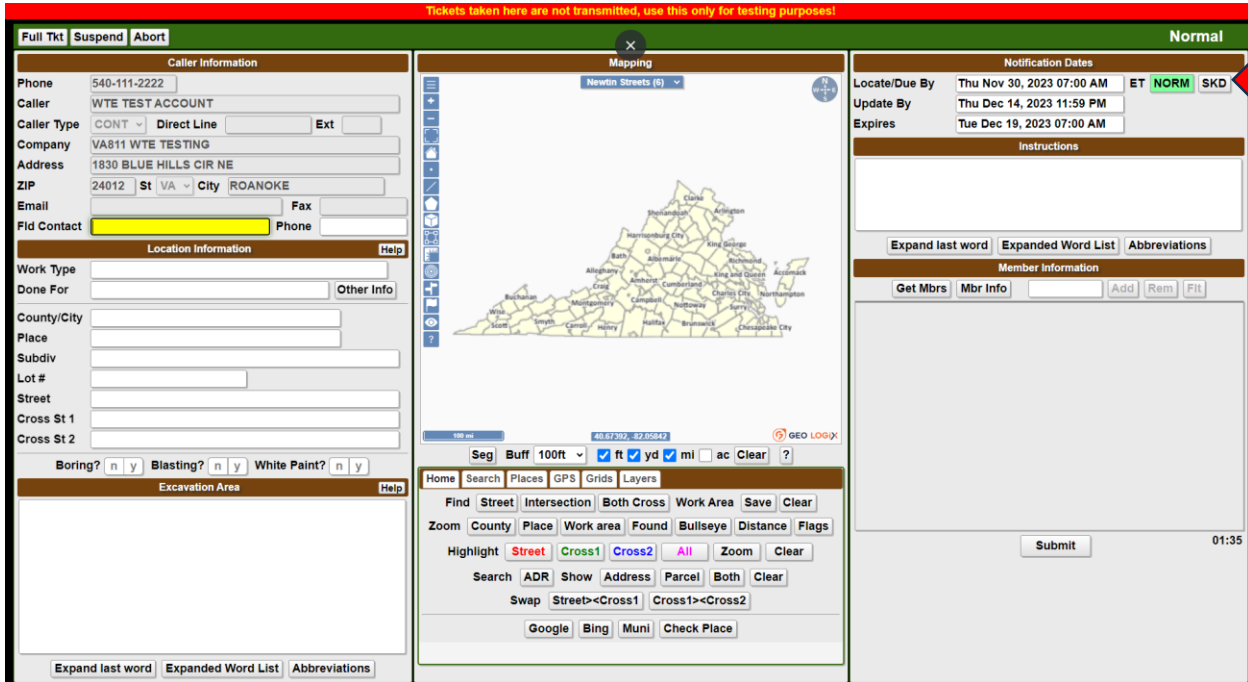 Tickets taken here are not transmitted, use this only for testing purposes!
Full Tkt Suspend Abort
Normal
Caller Information
Phone 540-111-2222
Caller WTE TEST ACCOUNT
Caller Type CONT Direct Line Ext
Company VA811 WTE TESTING
Address 1830 BLUE HILLS CIR NE
ZIP 24012 St VA City ROANOKE
Email Fax
Fld Contact Phone
Location Information Help
Work Type
Done For Other Info
County/City
Place
Subdiv
Lot #
Street
Cross St 1
Cross St 2
Boring? n y Blasting? n y White Paint? n y
Excavation Area Help
Expand last word Expanded Word List Abbreviations
Mapping
Newtin Streets (6)
N
W E
S
Clarke
Shenandoah Arlington
Harrisonburg City King George
Bath Albemarle Richmond
Alleghany King and Queen Accomack
Craig Amherst Cumberland
Buchanan Montgomery Campbell Nottoway Charles City Northampton
Wise Surry
Scott Smyth Carroll Henry Halifax Brunswick Chesapeake City
?
100 mi 40.67392, -82.05842 GEO LOGiX
Seg Buff 100ft ft yd mi ac Clear ?
Home Search Places GPS Grids Layers
Find Street Intersection Both Cross Work Area Save Clear
Zoom County Place Work area Found Bullseye Distance Flags
Highlight Street Cross1 Cross2 All Zoom Clear
Search ADR Show Address Parcel Both Clear
Swap Street><Cross1 Cross1><Cross2
Google Bing Muni Check Place
Notification Dates
Locate/Due By Thu Nov 30, 2023 07:00 AM ET NORM SKD
Update By Thu Dec 14, 2023 11:59 PM
Expires Tue Dec 19, 2023 07:00 AM
Instructions
Expand last word Expanded Word List Abbreviations
Member Information
Get Mbrs Mbr Info Add Rem Flt
Submit 01:35